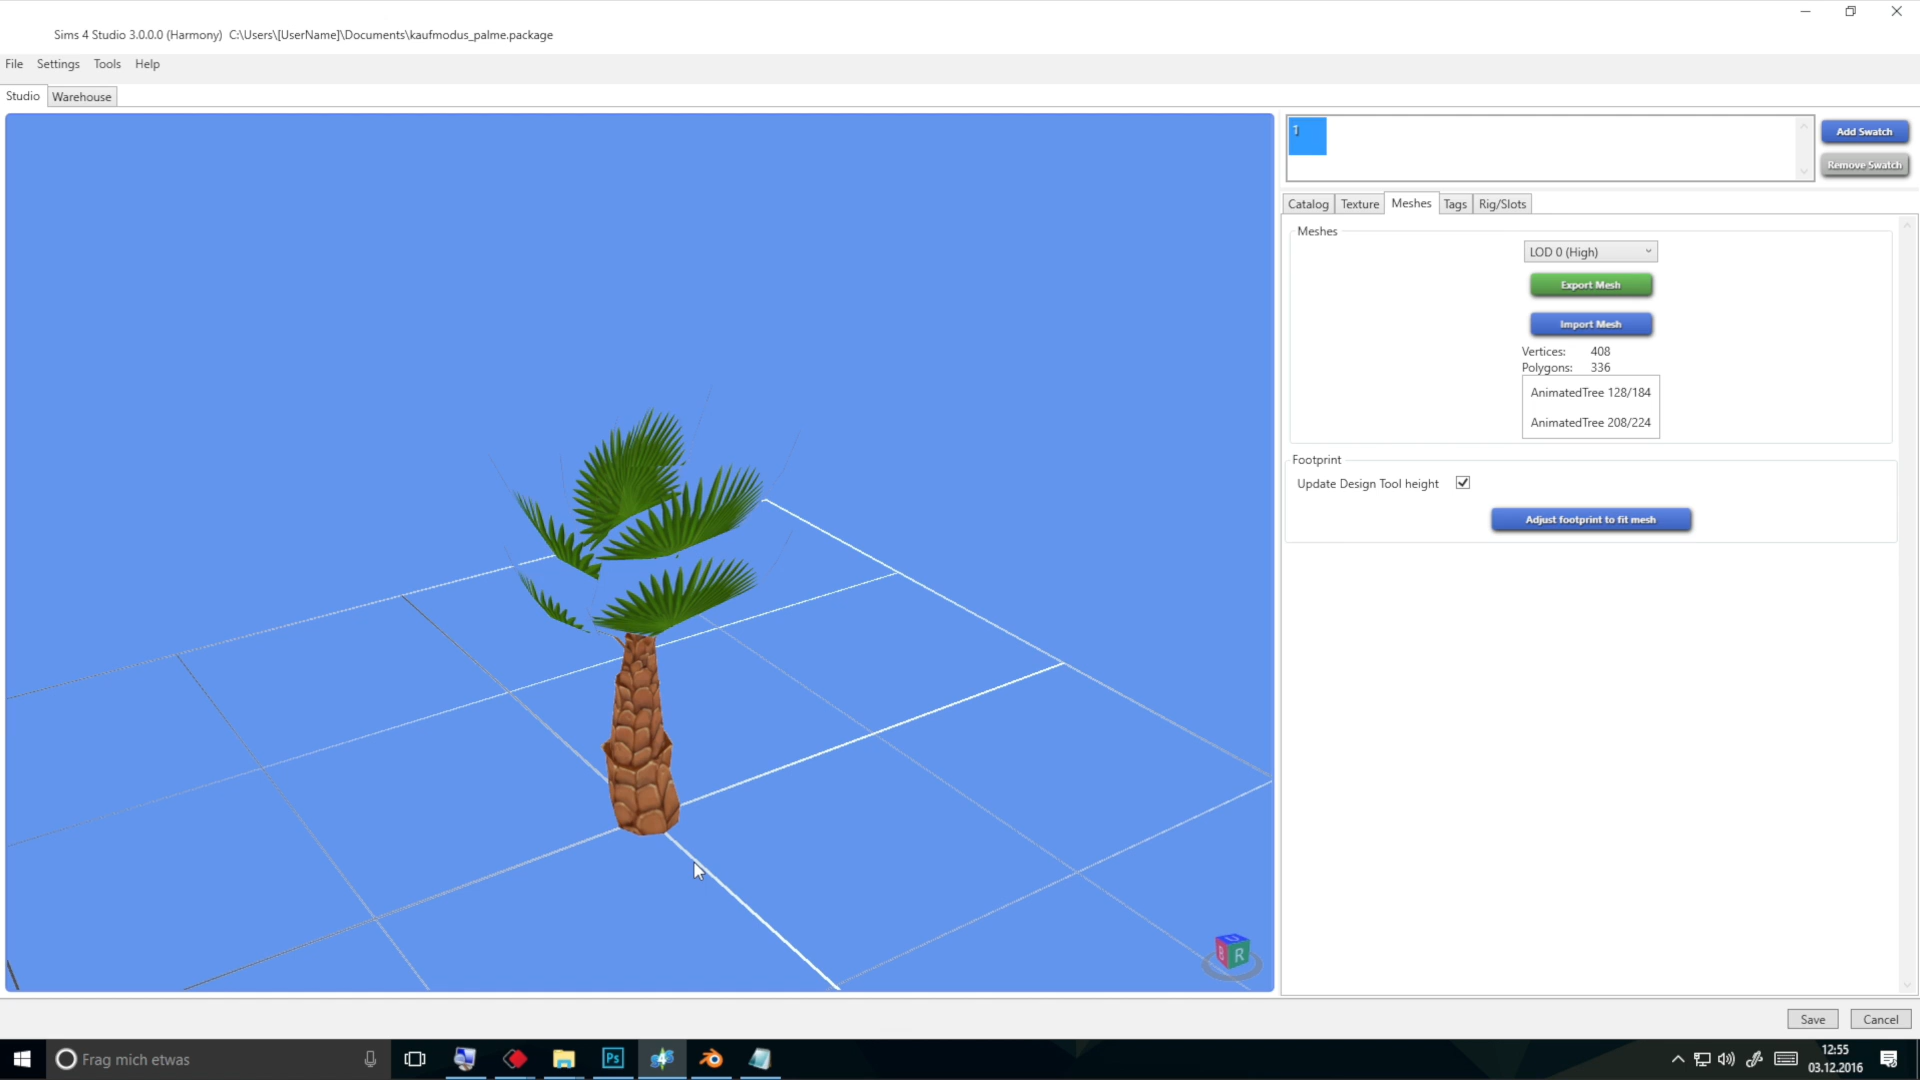 Sims 4 Studio 3.0.0.0 (Harmony) C:\Users\[UserName]\Documents\kaufmodus_palme.package
File Settings Tools Help
Studio Warehouse
1
Add Swatch
Remove Swatch
Catalog Texture Meshes Tags Rig/Slots
Meshes
LOD 0 (High)
Export Mesh
Import Mesh
Vertices: 408
Polygons: 336
AnimatedTree 128/184
AnimatedTree 208/224
Footprint
Update Design Tool height
Adjust footprint to fit mesh
R
Save Cancel
Frag mich etwas
Ps
12:55
03.12.2016